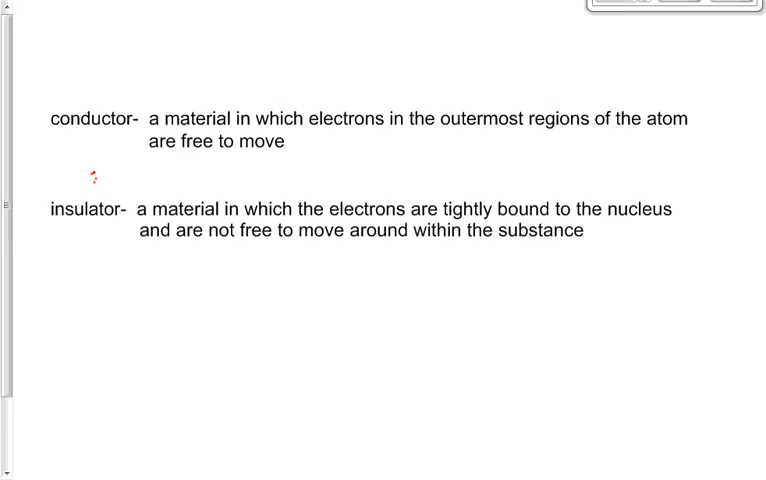 conductor- a material in which electrons in the outermost regions of the atom
are free to move
insulator- a material in which the electrons are tightly bound to the nucleus
and are not free to move around within the substance